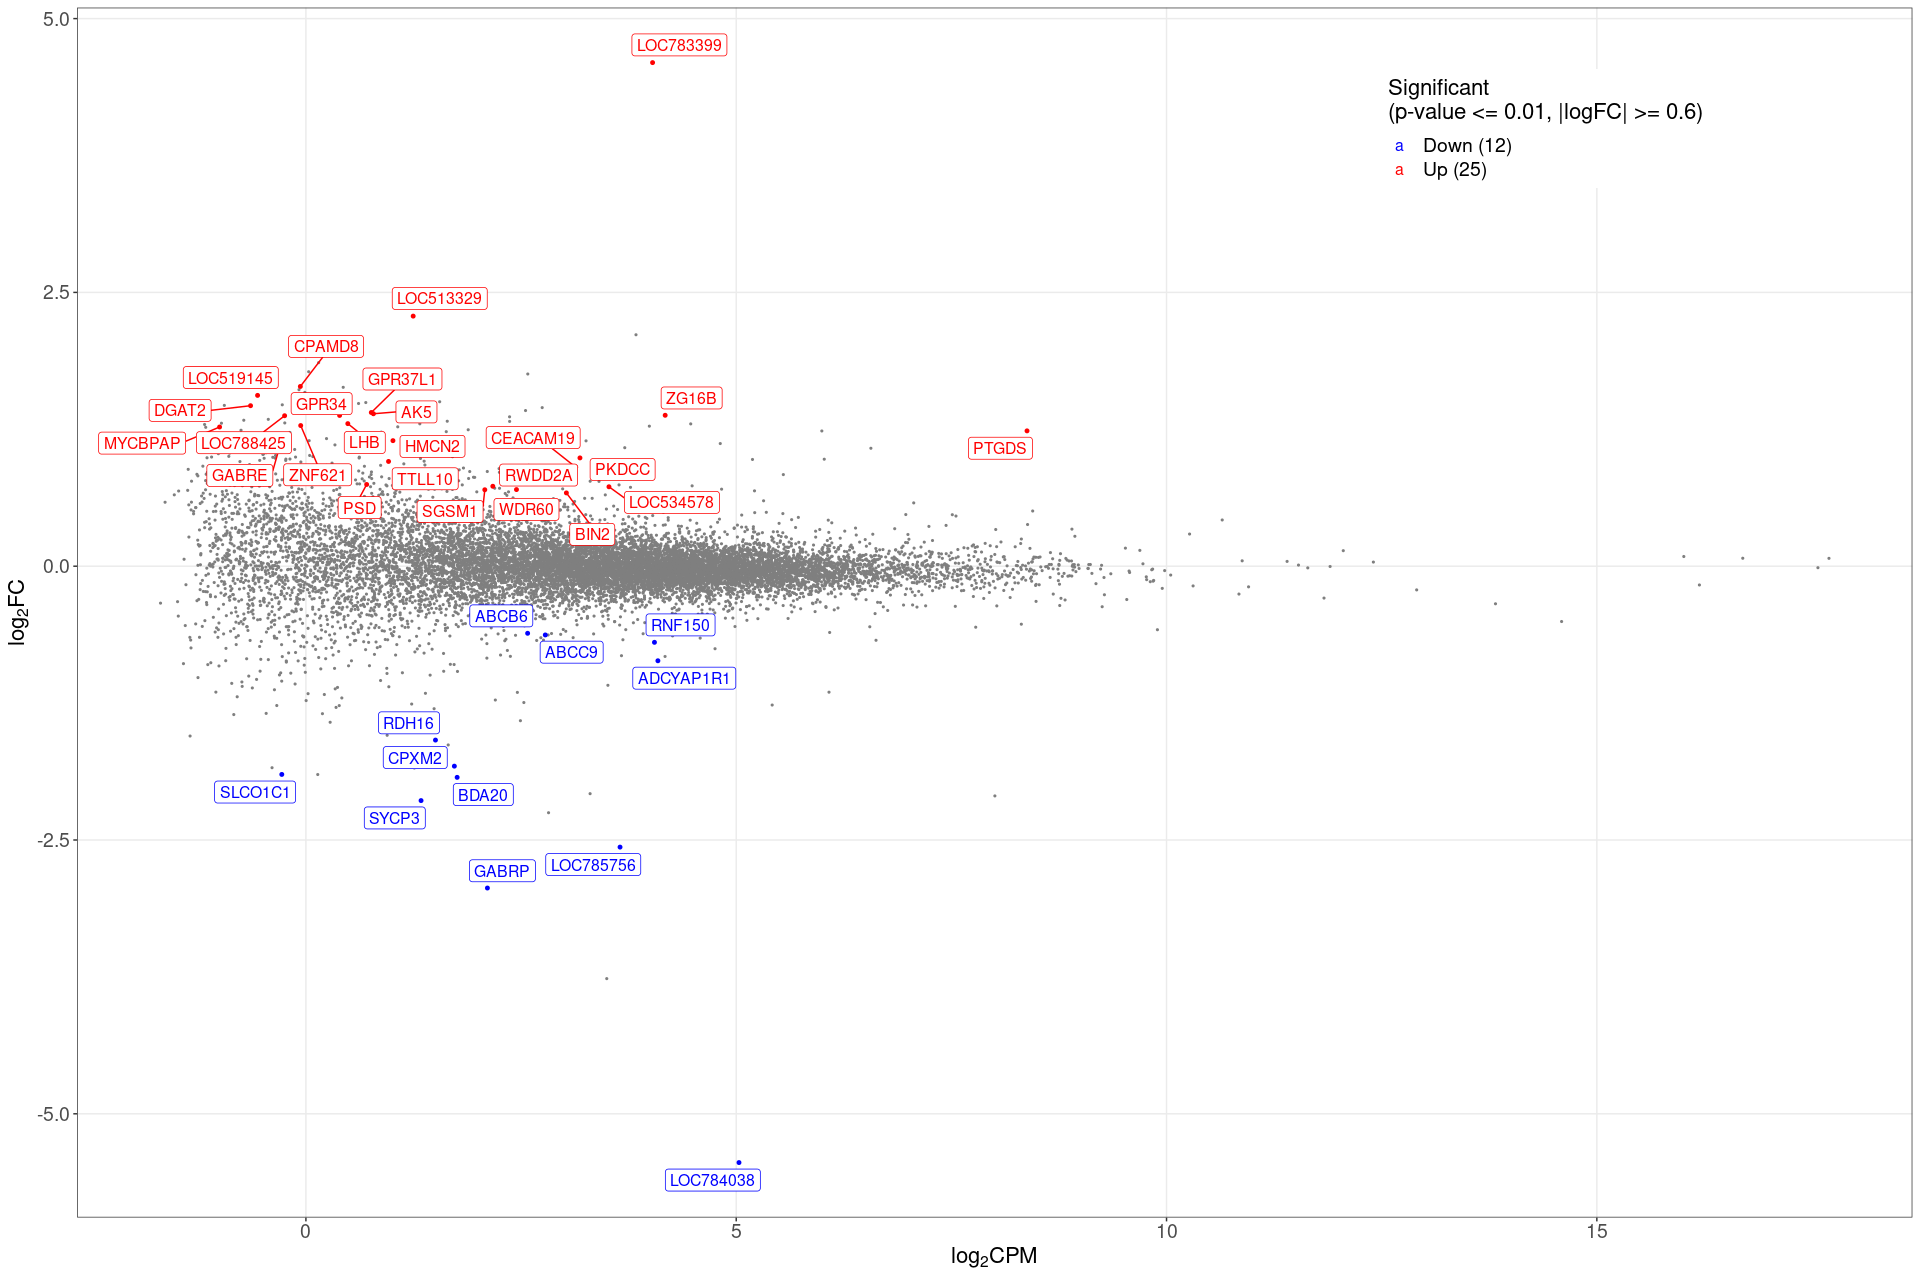 5.0
LOC783399
Significant
(p-value <= 0.01, |logFC| >= 0.6)
a Down (12)
a Up (25)
2.5
LOC513329
CPAMD8
LOC519145
GPR37L1
DGAT2
GPR34
AK5
ZG16B
MYCBPAP
LOC788425
LHB
HMCN2
CEACAM19
PTGDS
GABRE
ZNF621
TTLL10
RWDD2A
PKDCC
PSD
SGSM1
WDR60
LOC534578
BIN2
0.0
log2FC
ABCB6
RNF150
ABCC9
ADCYAP1R1
RDH16
CPXM2
SLCO1C1
BDA20
SYCP3
-2.5
GABRP
LOC785756
-5.0
LOC784038
0
5
10
15
log2CPM